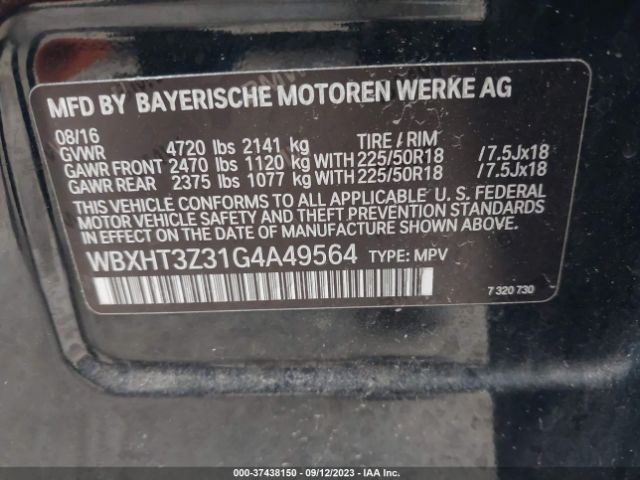 MFD BY BAYERISCHE MOTOREN WERKE AG
08/16
GVWR 4720 lbs 2141 kg TIRE / RIM
GAWR FRONT 2470 lbs 1120 kg WITH 225/50R18 /7.5Jx18
GAWR REAR 2375 lbs 1077 kg WITH 225/50R18 /7.5Jx18
THIS VEHICLE CONFORMS TO ALL APPLICABLE U. S. FEDERAL
MOTOR VEHICLE SAFETY AND THEFT PREVENTION STANDARDS
IN EFFECT ON THE DATE OF MANUFACTURE SHOWN ABOVE.
WBXHT3Z31G4A49564 TYPE: MPV
7 320 730
000-37438150 - 09/12/2023 - IAA Inc.